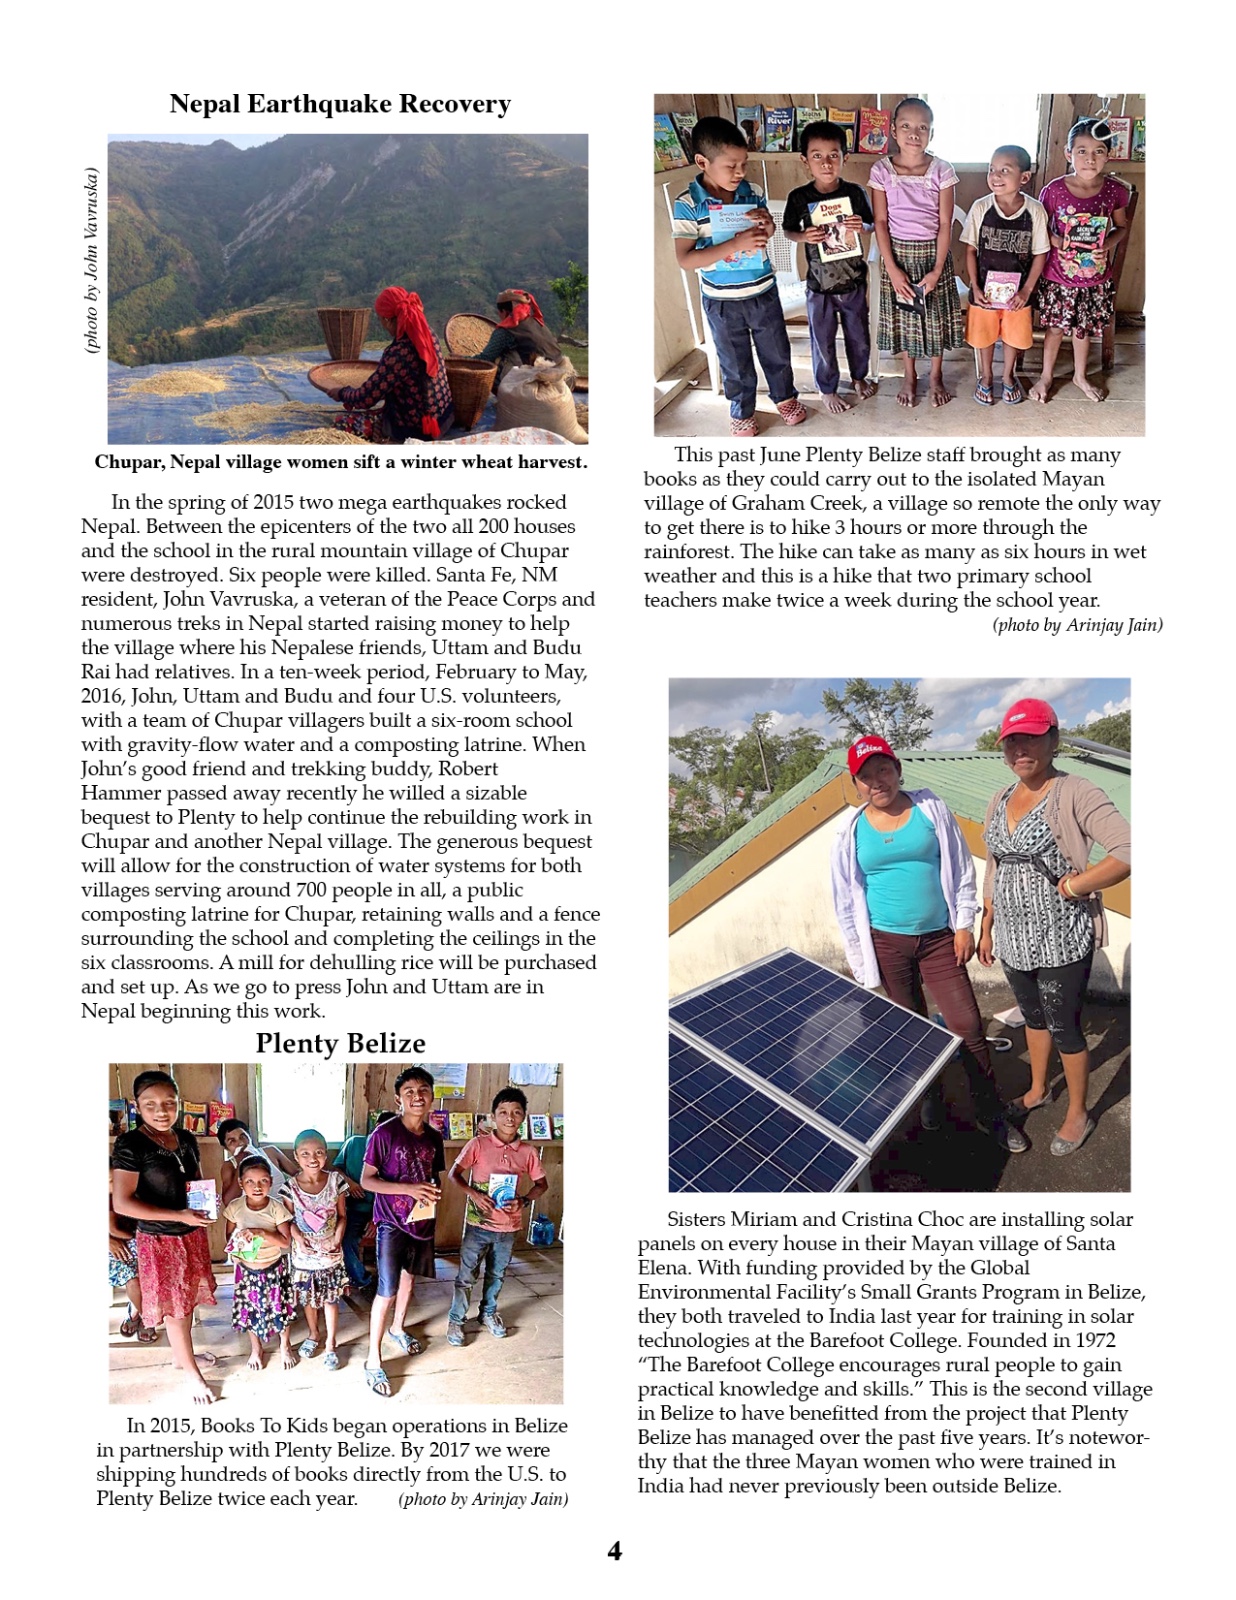 Nepal Earthquake Recovery
(photo by John Vavruska)
Chupar, Nepal village women sift a winter wheat harvest.
In the spring of 2015 two mega earthquakes rocked
Nepal. Between the epicenters of the two all 200 houses
and the school in the rural mountain village of Chupar
were destroyed. Six people were killed. Santa Fe, NM
resident, John Vavruska, a veteran of the Peace Corps and
numerous treks in Nepal started raising money to help
the village where his Nepalese friends, Uttam and Budu
Rai had relatives. In a ten-week period, February to May,
2016, John, Uttam and Budu and four U.S. volunteers,
with a team of Chupar villagers built a six-room school
with gravity-flow water and a composting latrine. When
John’s good friend and trekking buddy, Robert
Hammer passed away recently he willed a sizable
bequest to Plenty to help continue the rebuilding work in
Chupar and another Nepal village. The generous bequest
will allow for the construction of water systems for both
villages serving around 700 people in all, a public
composting latrine for Chupar, retaining walls and a fence
surrounding the school and completing the ceilings in the
six classrooms. A mill for dehulling rice will be purchased
and set up. As we go to press John and Uttam are in
Nepal beginning this work.
Plenty Belize
In 2015, Books To Kids began operations in Belize
in partnership with Plenty Belize. By 2017 we were
shipping hundreds of books directly from the U.S. to
Plenty Belize twice each year. (photo by Arinjay Jain)
River
Dogs
at Work
Swim Like
a Dolphin
RUSTIC
JEANS
This past June Plenty Belize staff brought as many
books as they could carry out to the isolated Mayan
village of Graham Creek, a village so remote the only way
to get there is to hike 3 hours or more through the
rainforest. The hike can take as many as six hours in wet
weather and this is a hike that two primary school
teachers make twice a week during the school year.
(photo by Arinjay Jain)
Belize
Sisters Miriam and Cristina Choc are installing solar
panels on every house in their Mayan village of Santa
Elena. With funding provided by the Global
Environmental Facility’s Small Grants Program in Belize,
they both traveled to India last year for training in solar
technologies at the Barefoot College. Founded in 1972
“The Barefoot College encourages rural people to gain
practical knowledge and skills.” This is the second village
in Belize to have benefitted from the project that Plenty
Belize has managed over the past five years. It’s notewor-
thy that the three Mayan women who were trained in
India had never previously been outside Belize.
4